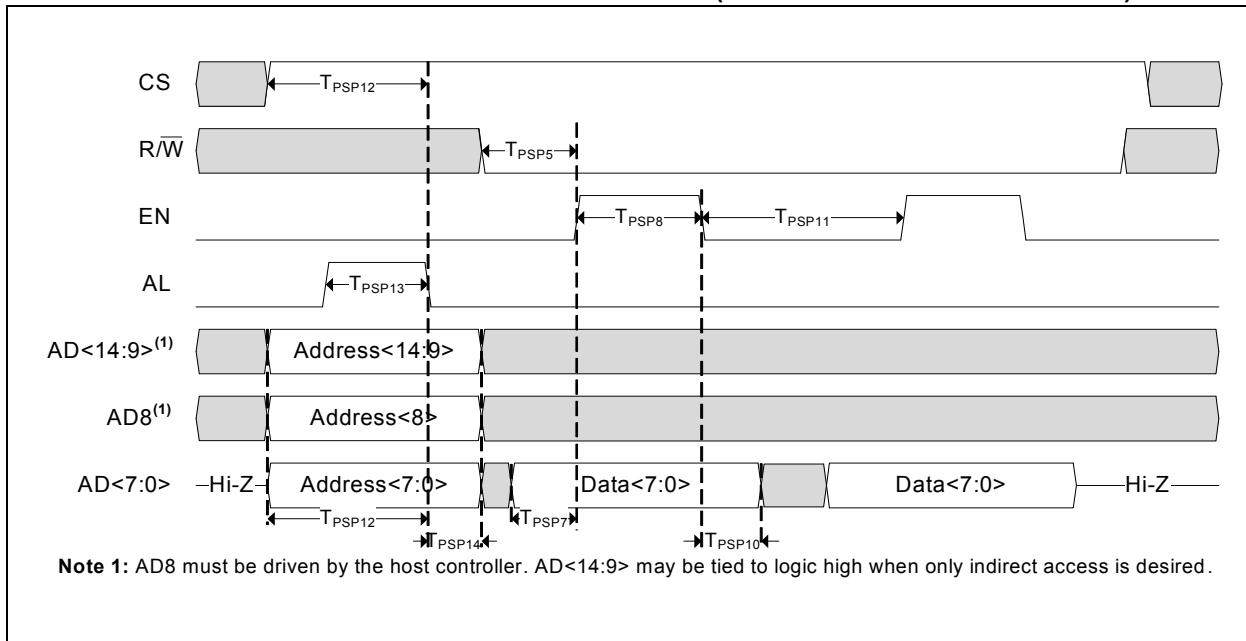 CS
T_PSP12
R/W̅
T_PSP5
EN
T_PSP8
T_PSP11
AL
T_PSP13
AD<14:9>(1)
Address<14:9>
AD8(1)
Address<8>
AD<7:0>
Hi-Z
Address<7:0>
Data<7:0>
Data<7:0>
Hi-Z
T_PSP12
T_PSP7
T_PSP14
T_PSP10
Note 1: AD8 must be driven by the host controller. AD<14:9> may be tied to logic high when only indirect access is desired.